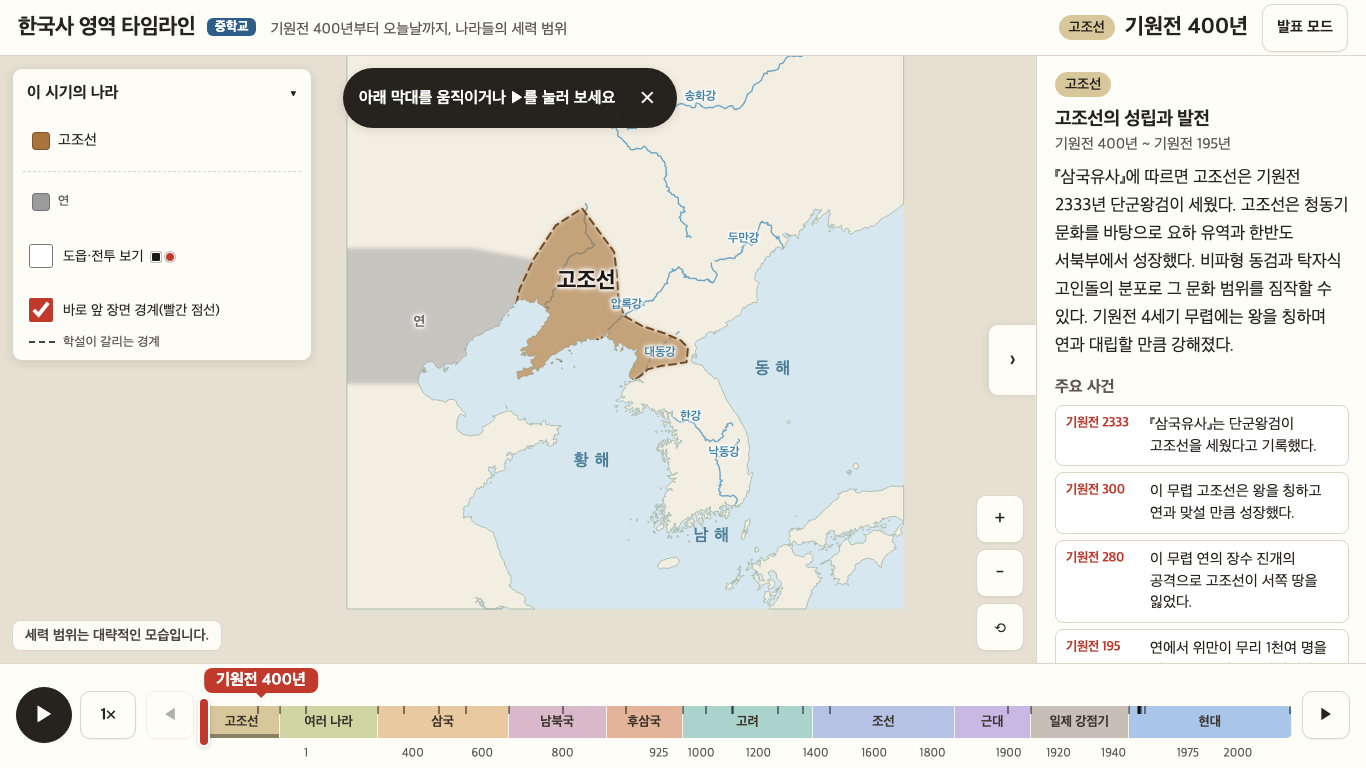 한국사 영역 타임라인
중학교
기원전 400년부터 오늘날까지, 나라들의 세력 범위
고조선
기원전 400년
발표 모드
이 시기의 나라
▼
고조선
연
도읍·전투 보기
바로 앞 장면 경계(빨간 점선)
학설이 갈리는 경계
아래 막대를 움직이거나 ▶를 눌러 보세요
✕
송화강
두만강
고조선
압록강
연
대동강
동해
한강
낙동강
황해
남해
›
+
−
⟲
세력 범위는 대략적인 모습입니다.
고조선
고조선의 성립과 발전
기원전 400년 ~ 기원전 195년
『삼국유사』에 따르면 고조선은 기원전
2333년 단군왕검이 세웠다. 고조선은 청동기
문화를 바탕으로 요하 유역과 한반도
서북부에서 성장했다. 비파형 동검과 탁자식
고인돌의 분포로 그 문화 범위를 짐작할 수
있다. 기원전 4세기 무렵에는 왕을 칭하며
연과 대립할 만큼 강해졌다.
주요 사건
기원전 2333
『삼국유사』는 단군왕검이
고조선을 세웠다고 기록했다.
기원전 300
이 무렵 고조선은 왕을 칭하고
연과 맞설 만큼 성장했다.
기원전 280
이 무렵 연의 장수 진개의
공격으로 고조선이 서쪽 땅을
잃었다.
기원전 195
연에서 위만이 무리 1천여 명을
기원전 400년
1×
고조선
여러 나라
삼국
남북국
후삼국
고려
조선
근대
일제 강점기
현대
1
400
600
800
925
1000
1200
1400
1600
1800
1900
1920
1940
1975
2000